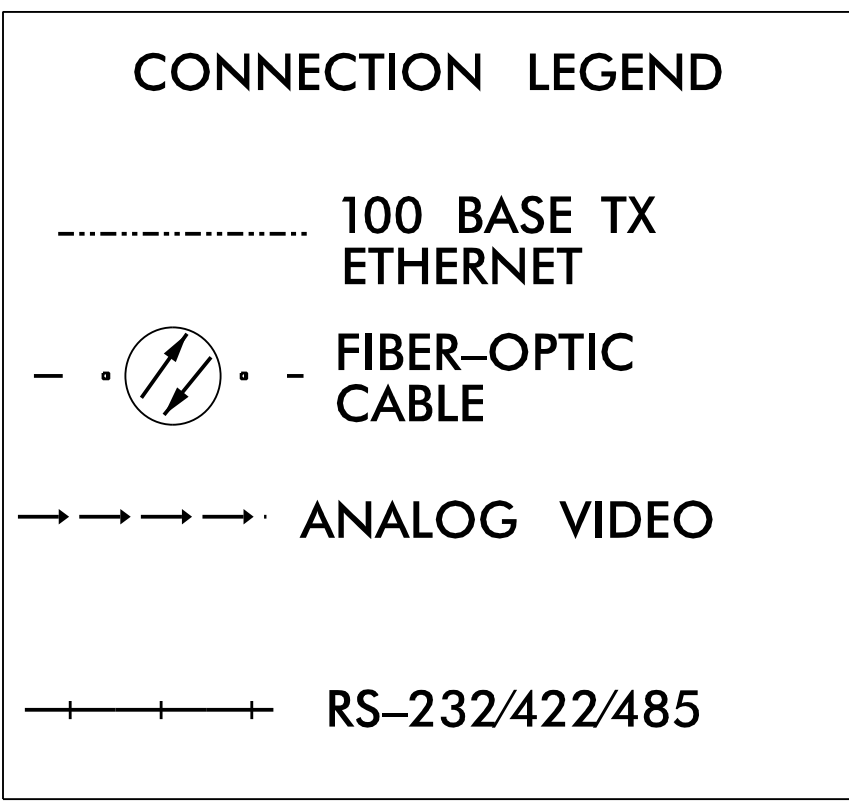 CONNECTION LEGEND
100 BASE TX
ETHERNET
FIBER–OPTIC
CABLE
ANALOG VIDEO
RS–232/422/485